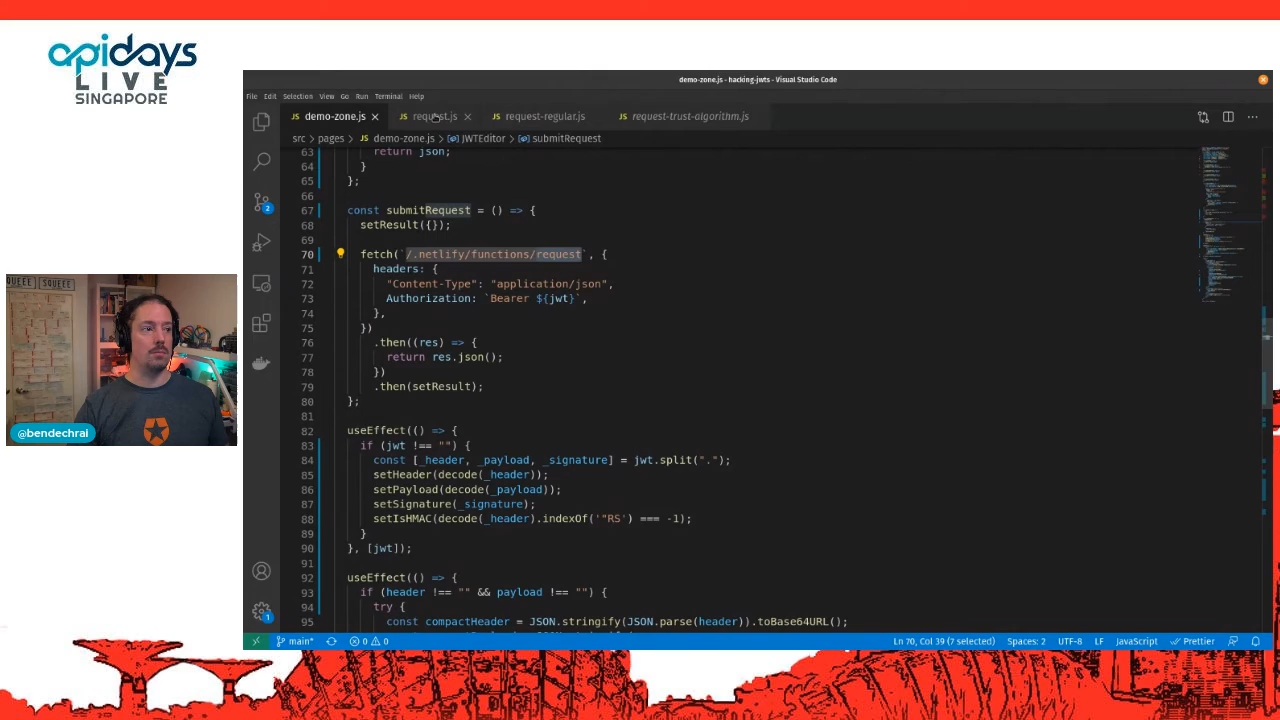 apidays
LIVE
SINGAPORE
demo-zone.js - hacking-jwts - Visual Studio Code
File Edit Selection View Go Run Terminal Help
JS demo-zone.js JS request.js JS request-regular.js JS request-trust-algorithm.js
src > pages > JS demo-zone.js > JWTEditor > submitRequest
63 return json;
64 }
65 };
66
67 const submitRequest = () => {
68 setResult({});
69
70 fetch(`/.netlify/functions/request`, {
71 headers: {
72 "Content-Type": "application/json",
73 Authorization: `Bearer ${jwt}`,
74 },
75 })
76 .then((res) => {
77 return res.json();
78 })
79 .then(setResult);
80 };
81
82 useEffect(() => {
83 if (jwt !== "") {
84 const [_header, _payload, _signature] = jwt.split(".");
85 setHeader(decode(_header));
86 setPayload(decode(_payload));
87 setSignature(_signature);
88 setIsHMAC(decode(_header).indexOf('"RS') === -1);
89 }
90 }, [jwt]);
91
92 useEffect(() => {
93 if (header !== "" && payload !== "") {
94 try {
95 const compactHeader = JSON.stringify(JSON.parse(header)).toBase64URL();
2
1
main* 0 0 Ln 70, Col 39 (7 selected) Spaces: 2 UTF-8 LF JavaScript Prettier
SQUEEE SQUEEE
@bendechrai